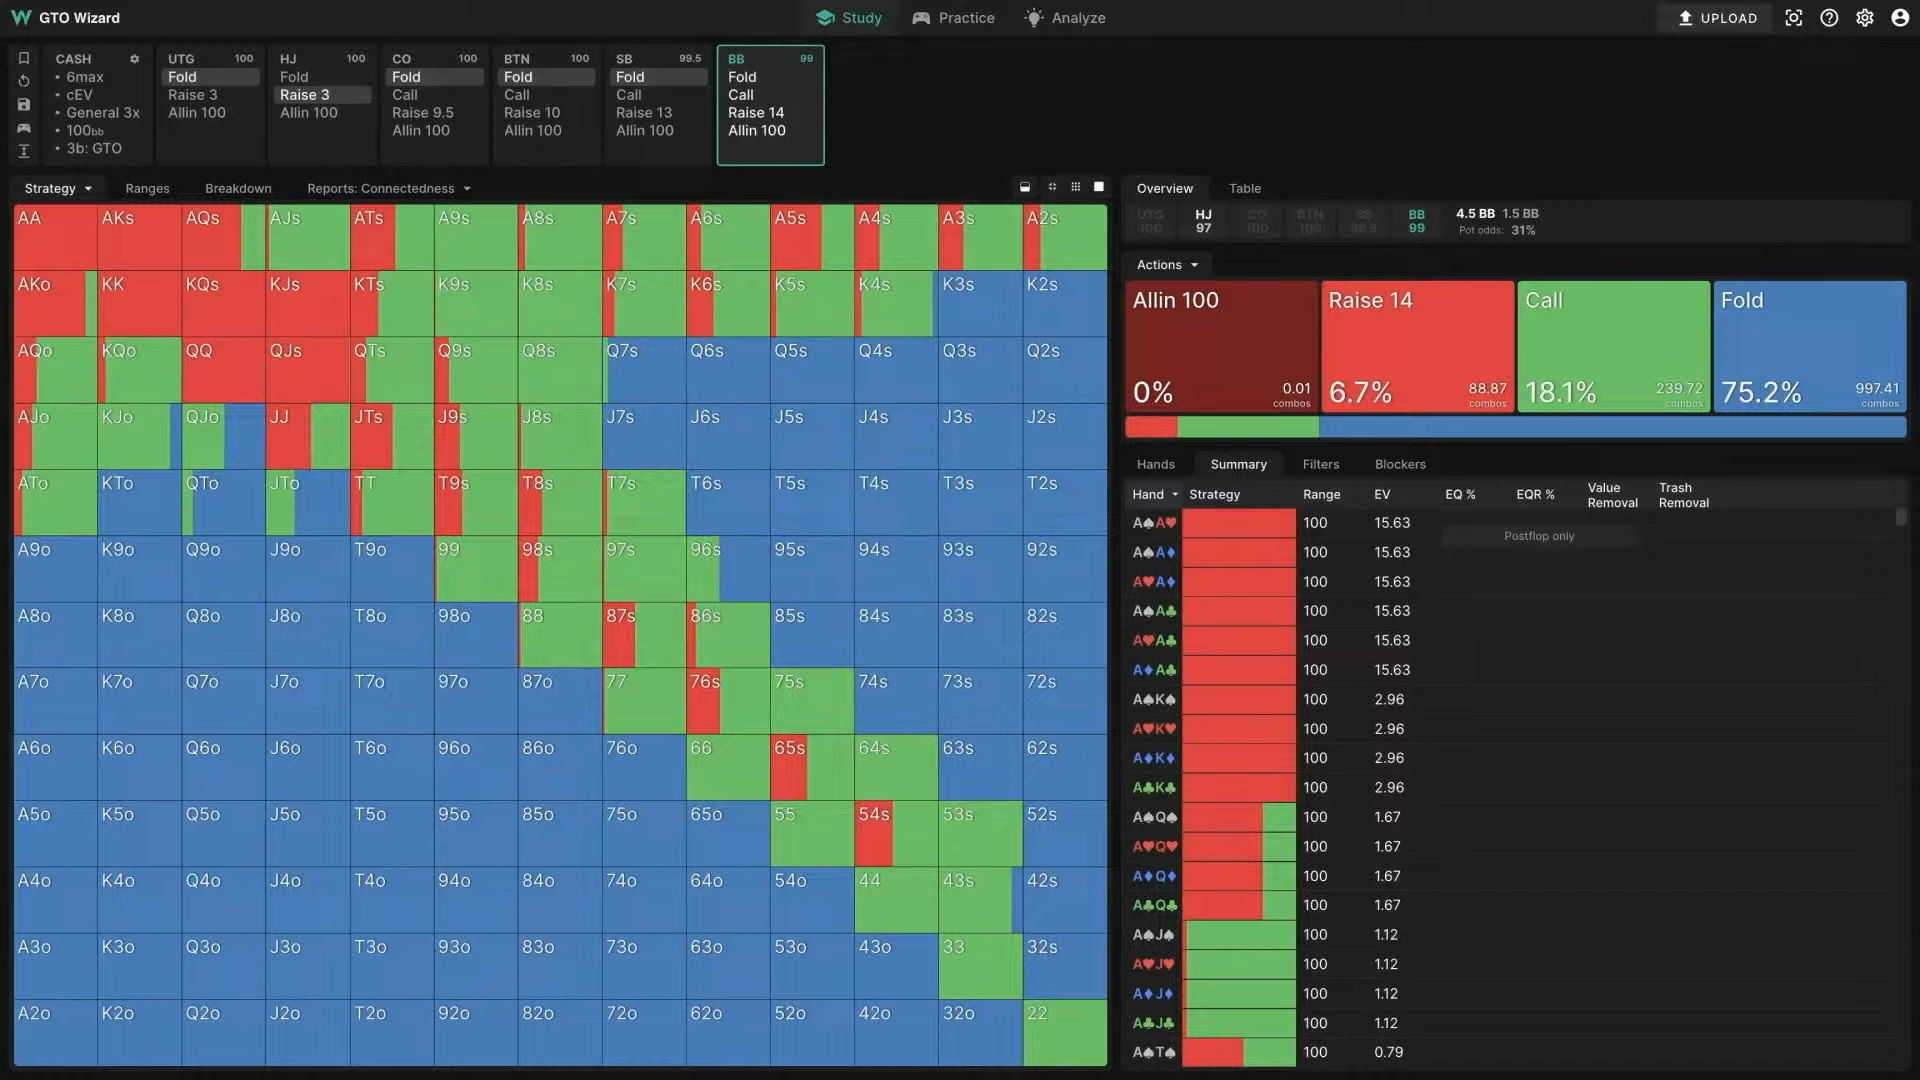 GTO Wizard
Study
Practice
Analyze
UPLOAD
CASH
• 6max
• cEV
• General 3x
• 100bb
• 3b: GTO
UTG 100
Fold
Raise 3
Allin 100
HJ 100
Fold
Raise 3
Allin 100
CO 100
Fold
Call
Raise 9.5
Allin 100
BTN 100
Fold
Call
Raise 10
Allin 100
SB 99.5
Fold
Call
Raise 13
Allin 100
BB 99
Fold
Call
Raise 14
Allin 100
Strategy Ranges Breakdown Reports: Connectedness
AA AKs AQs AJs ATs A9s A8s A7s A6s A5s A4s A3s A2s
AKo KK KQs KJs KTs K9s K8s K7s K6s K5s K4s K3s K2s
AQo KQo QQ QJs QTs Q9s Q8s Q7s Q6s Q5s Q4s Q3s Q2s
AJo KJo QJo JJ JTs J9s J8s J7s J6s J5s J4s J3s J2s
ATo KTo QTo JTo TT T9s T8s T7s T6s T5s T4s T3s T2s
A9o K9o Q9o J9o T9o 99 98s 97s 96s 95s 94s 93s 92s
A8o K8o Q8o J8o T8o 98o 88 87s 86s 85s 84s 83s 82s
A7o K7o Q7o J7o T7o 97o 87o 77 76s 75s 74s 73s 72s
A6o K6o Q6o J6o T6o 96o 86o 76o 66 65s 64s 63s 62s
A5o K5o Q5o J5o T5o 95o 85o 75o 65o 55 54s 53s 52s
A4o K4o Q4o J4o T4o 94o 84o 74o 64o 54o 44 43s 42s
A3o K3o Q3o J3o T3o 93o 83o 73o 63o 53o 43o 33 32s
A2o K2o Q2o J2o T2o 92o 82o 72o 62o 52o 42o 32o 22
Overview Table
UTG HJ CO BTN SB BB 4.5 BB 1.5 BB
100 97 100 100 99.5 99 Pot odds: 31%
Actions
Allin 100
0% 0.01 combos
Raise 14
6.7% 88.87 combos
Call
18.1% 239.72 combos
Fold
75.2% 997.41 combos
Hands Summary Filters Blockers
Hand Strategy Range EV EQ % EQR % Value Removal Trash Removal
Postflop only
A♠A♥ 100 15.63
A♠A♦ 100 15.63
A♥A♦ 100 15.63
A♠A♣ 100 15.63
A♥A♣ 100 15.63
A♦A♣ 100 15.63
A♠K♠ 100 2.96
A♥K♥ 100 2.96
A♦K♦ 100 2.96
A♣K♣ 100 2.96
A♠Q♠ 100 1.67
A♥Q♥ 100 1.67
A♦Q♦ 100 1.67
A♣Q♣ 100 1.67
A♠J♠ 100 1.12
A♥J♥ 100 1.12
A♦J♦ 100 1.12
A♣J♣ 100 1.12
A♠T♠ 100 0.79